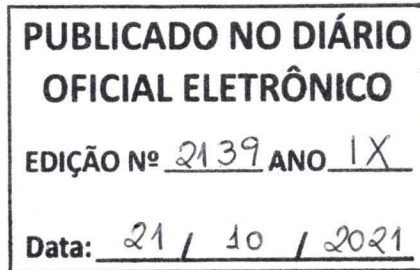 PUBLICADO NO DIÁRIO
OFICIAL ELETRÔNICO
EDIÇÃO Nº 2139 ANO IX
Data: 21 / 10 / 2021